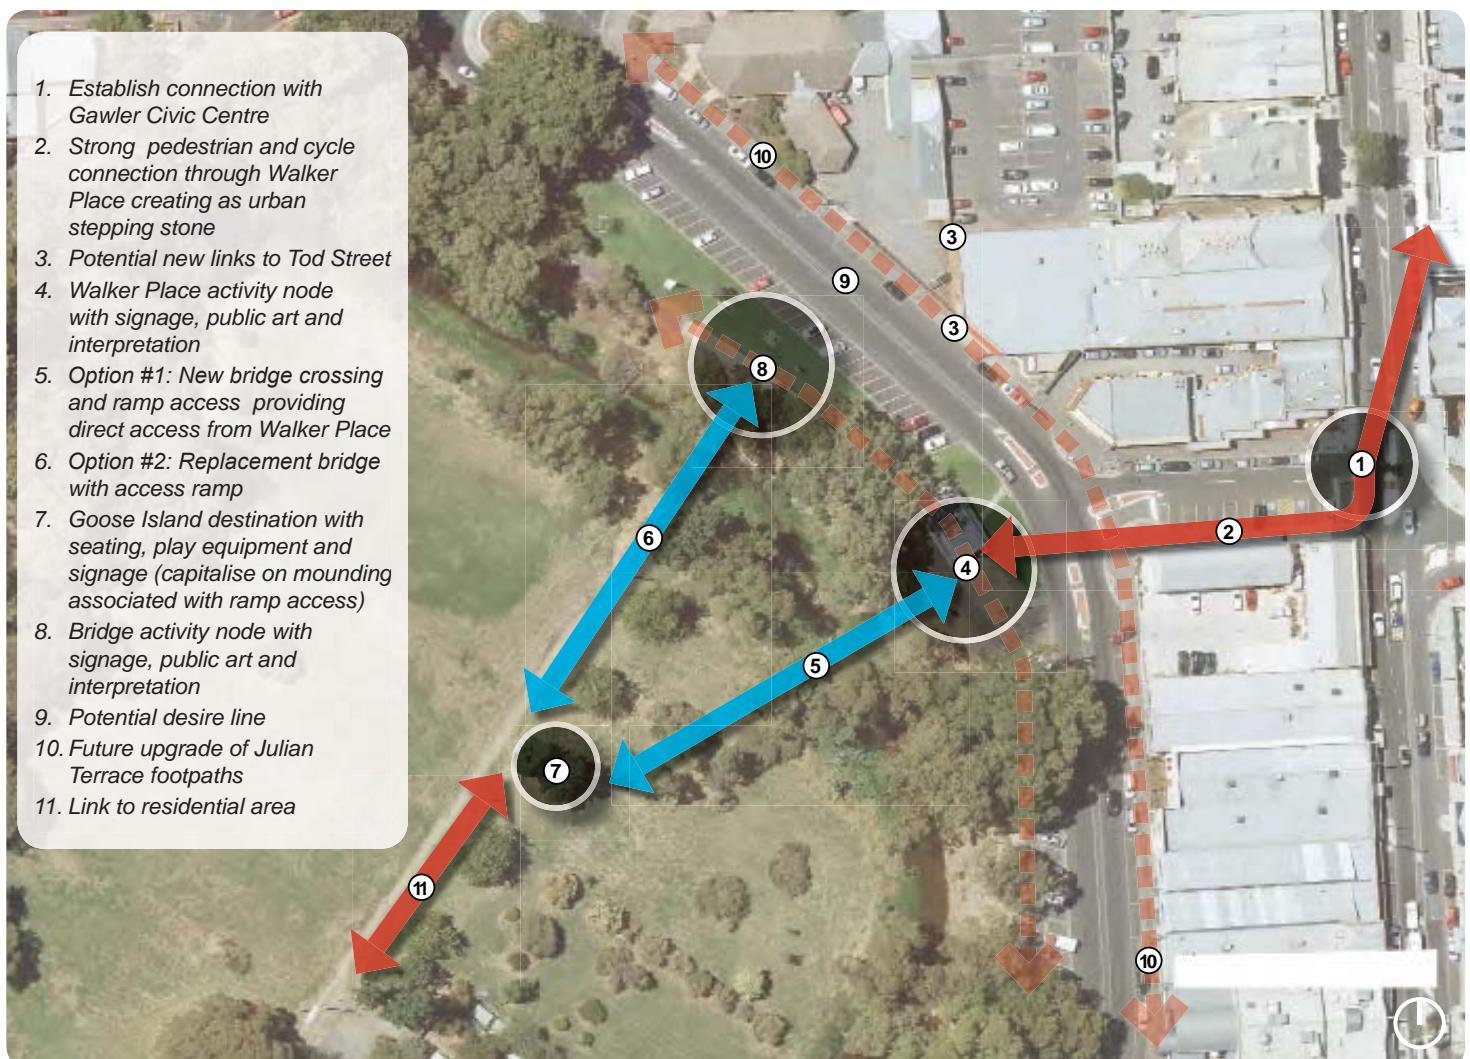 1. Establish connection with
Gawler Civic Centre
2. Strong pedestrian and cycle
connection through Walker
Place creating as urban
stepping stone
3. Potential new links to Tod Street
4. Walker Place activity node
with signage, public art and
interpretation
5. Option #1: New bridge crossing
and ramp access providing
direct access from Walker Place
6. Option #2: Replacement bridge
with access ramp
7. Goose Island destination with
seating, play equipment and
signage (capitalise on mounding
associated with ramp access)
8. Bridge activity node with
signage, public art and
interpretation
9. Potential desire line
10. Future upgrade of Julian
Terrace footpaths
11. Link to residential area
10
3
9
3
8
1
2
6
4
5
7
11
10